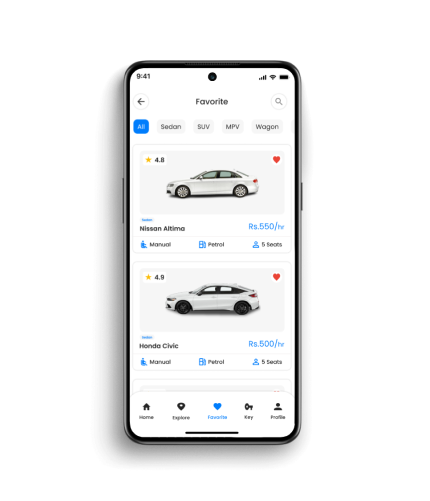 9:41
Favorite
All Sedan SUV MPV Wagon
4.8
Sedan
Nissan Altima Rs.550/hr
Manual Petrol 5 Seats
4.9
Sedan
Honda Civic Rs.500/hr
Manual Petrol 5 Seats
Home Explore Favorite Key Profile